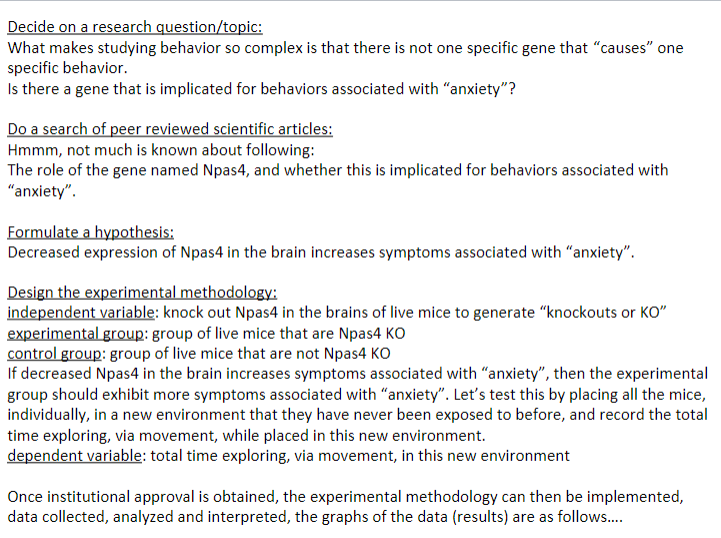 Decide on a research question/topic:
What makes studying behavior so complex is that there is not one specific gene that “causes” one
specific behavior.
Is there a gene that is implicated for behaviors associated with “anxiety”?
Do a search of peer reviewed scientific articles:
Hmmm, not much is known about following:
The role of the gene named Npas4, and whether this is implicated for behaviors associated with
“anxiety”.
Formulate a hypothesis:
Decreased expression of Npas4 in the brain increases symptoms associated with “anxiety”.
Design the experimental methodology:
independent variable: knock out Npas4 in the brains of live mice to generate “knockouts or KO”
experimental group: group of live mice that are Npas4 KO
control group: group of live mice that are not Npas4 KO
If decreased Npas4 in the brain increases symptoms associated with “anxiety”, then the experimental
group should exhibit more symptoms associated with “anxiety”. Let’s test this by placing all the mice,
individually, in a new environment that they have never been exposed to before, and record the total
time exploring, via movement, while placed in this new environment.
dependent variable: total time exploring, via movement, in this new environment
Once institutional approval is obtained, the experimental methodology can then be implemented,
data collected, analyzed and interpreted, the graphs of the data (results) are as follows….